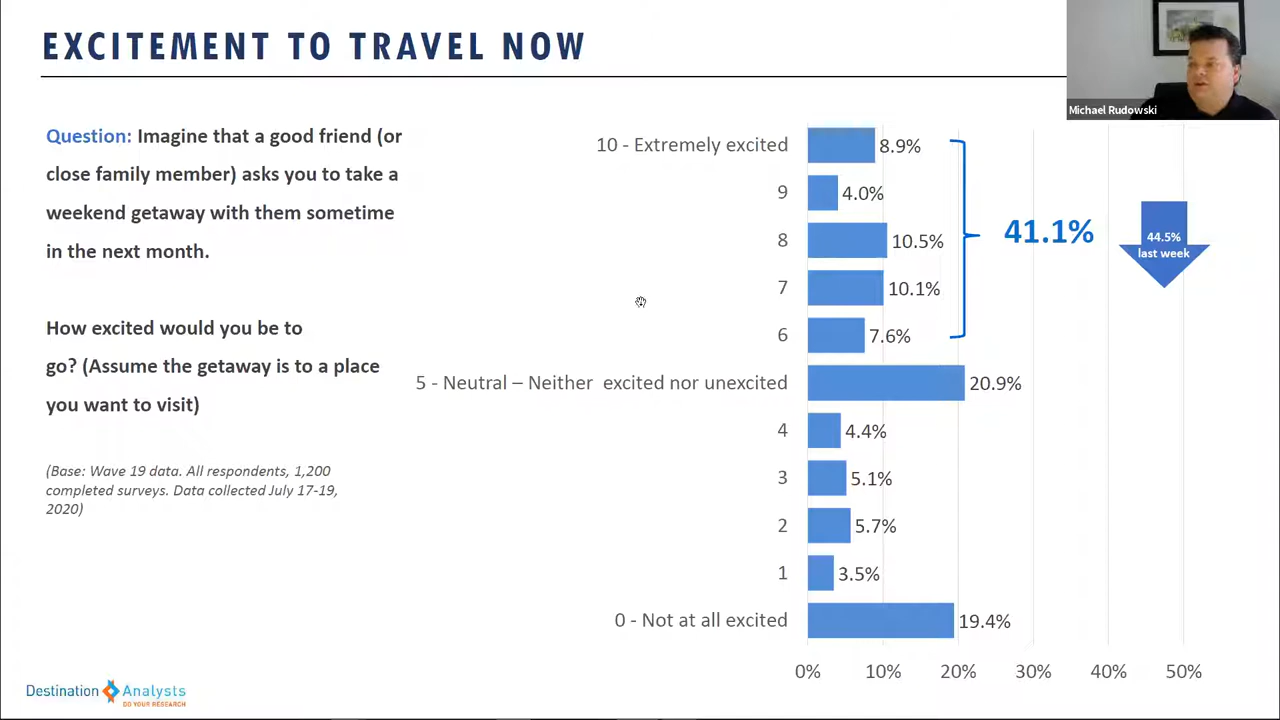 EXCITEMENT TO TRAVEL NOW
Michael Rudowski
Question: Imagine that a good friend (or
close family member) asks you to take a
weekend getaway with them sometime
in the next month.
How excited would you be to
go? (Assume the getaway is to a place
you want to visit)
(Base: Wave 19 data. All respondents, 1,200
completed surveys. Data collected July 17-19,
2020)
10 - Extremely excited 8.9%
9 4.0%
8 10.5%
7 10.1%
6 7.6%
5 - Neutral – Neither excited nor unexcited 20.9%
4 4.4%
3 5.1%
2 5.7%
1 3.5%
0 - Not at all excited 19.4%
0% 10% 20% 30% 40% 50%
41.1%
44.5%
last week
Destination Analysts
DO YOUR RESEARCH